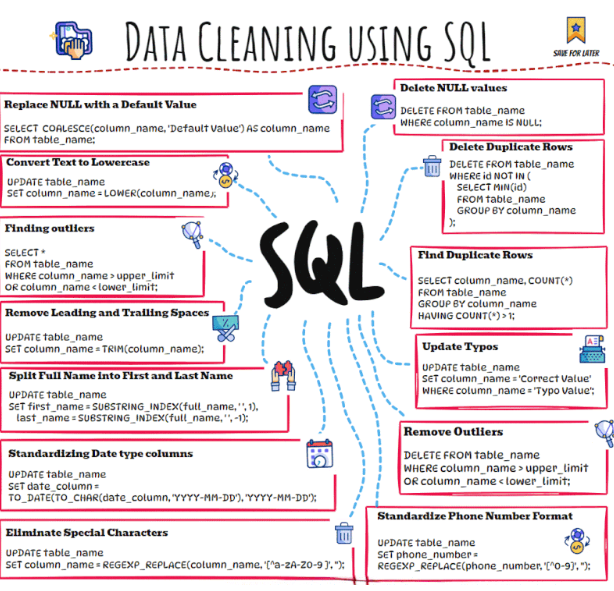 DATA CLEANING USING SQL
SAVE FOR LATER
Replace NULL with a Default Value
SELECT COALESCE(column_name, 'Default Value') AS column_name
FROM table_name;
Convert Text to Lowercase
UPDATE table_name
SET column_name = LOWER(column_name);
Finding outliers
SELECT *
FROM table_name
WHERE column_name > upper_limit
OR column_name < lower_limit;
Remove Leading and Trailing Spaces
UPDATE table_name
SET column_name = TRIM(column_name);
Split Full Name into First and Last Name
UPDATE table_name
SET first_name = SUBSTRING_INDEX(full_name, ' ', 1),
last_name = SUBSTRING_INDEX(full_name, ' ', -1);
Standardizing Date type columns
UPDATE table_name
SET date_column =
TO_DATE(TO_CHAR(date_column, 'YYYY-MM-DD'), 'YYYY-MM-DD');
Eliminate Special Characters
UPDATE table_name
SET column_name = REGEXP_REPLACE(column_name, '[^a-zA-Z0-9 ]', '');
SQL
Delete NULL values
DELETE FROM table_name
WHERE column_name IS NULL;
Delete Duplicate Rows
DELETE FROM table_name
WHERE id NOT IN (
SELECT MIN(id)
FROM table_name
GROUP BY column_name
);
Find Duplicate Rows
SELECT column_name, COUNT(*)
FROM table_name
GROUP BY column_name
HAVING COUNT(*) > 1;
Update Typos
UPDATE table_name
SET column_name = 'Correct Value'
WHERE column_name = 'Typo Value';
Remove Outliers
DELETE FROM table_name
WHERE column_name > upper_limit
OR column_name < lower_limit;
Standardize Phone Number Format
UPDATE table_name
SET phone_number =
REGEXP_REPLACE(phone_number, '[^0-9]', '');